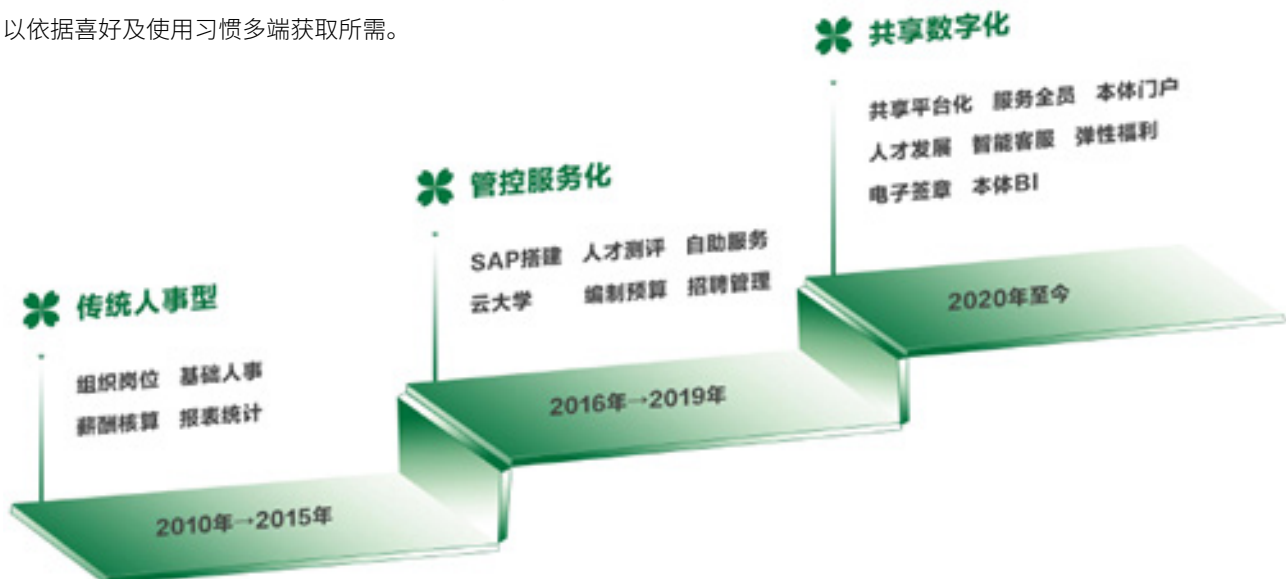 以依据喜好及使用习惯多端获取所需。
共享数字化
共享平台化 服务全员 本体门户
人才发展 智能客服 弹性福利
电子签章 本体BI
2020年至今
管控服务化
SAP搭建 人才测评 自助服务
云大学 编制预算 招聘管理
2016年→2019年
传统人事型
组织岗位 基础人事
薪酬核算 报表统计
2010年→2015年